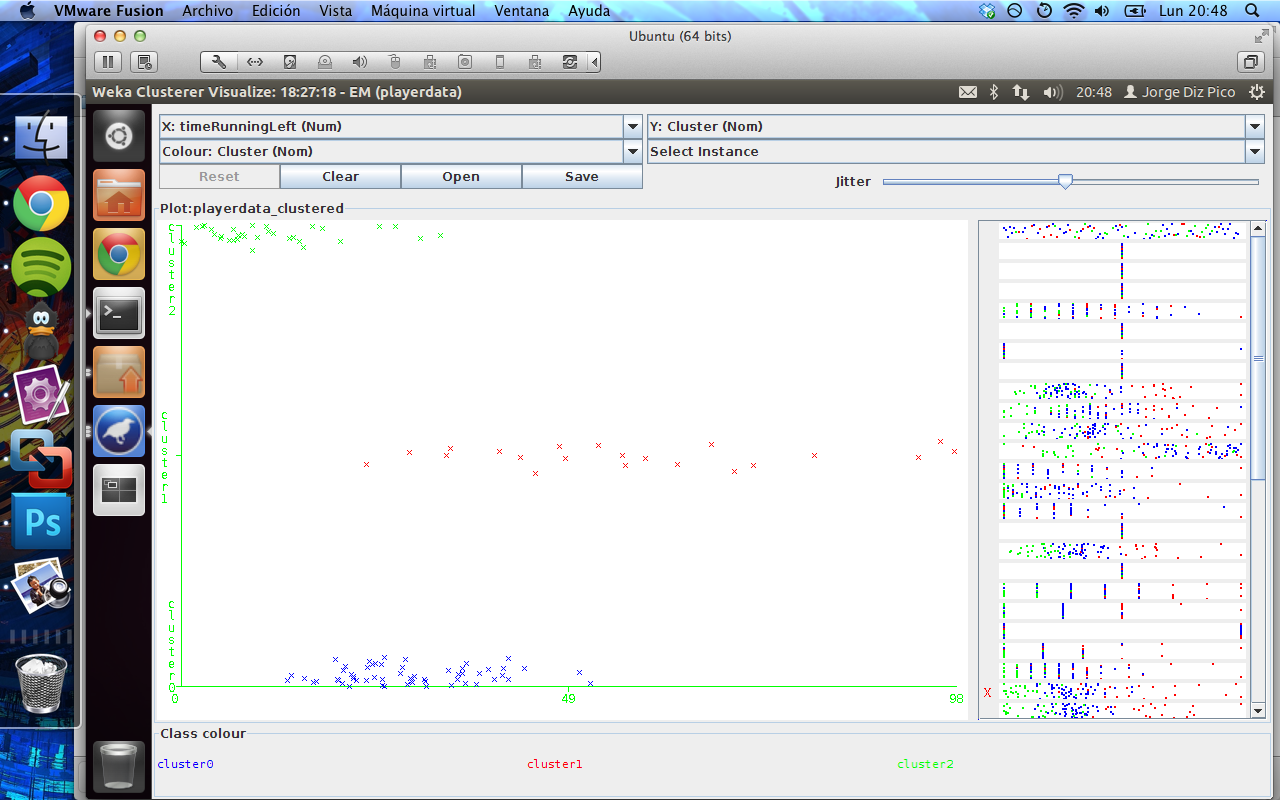 VMware Fusion Archivo Edición Vista Máquina virtual Ventana Ayuda Lun 20:48
Ubuntu (64 bits)
Weka Clusterer Visualize: 18:27:18 - EM (playerdata) 20:48 Jorge Diz Pico
X: timeRunningLeft (Num) Y: Cluster (Nom)
Colour: Cluster (Nom) Select Instance
Reset Clear Open Save Jitter
Plot:playerdata_clustered
cluster2
cluster1
cluster0
X
0 49 98
Class colour
cluster0 cluster1 cluster2
Ps